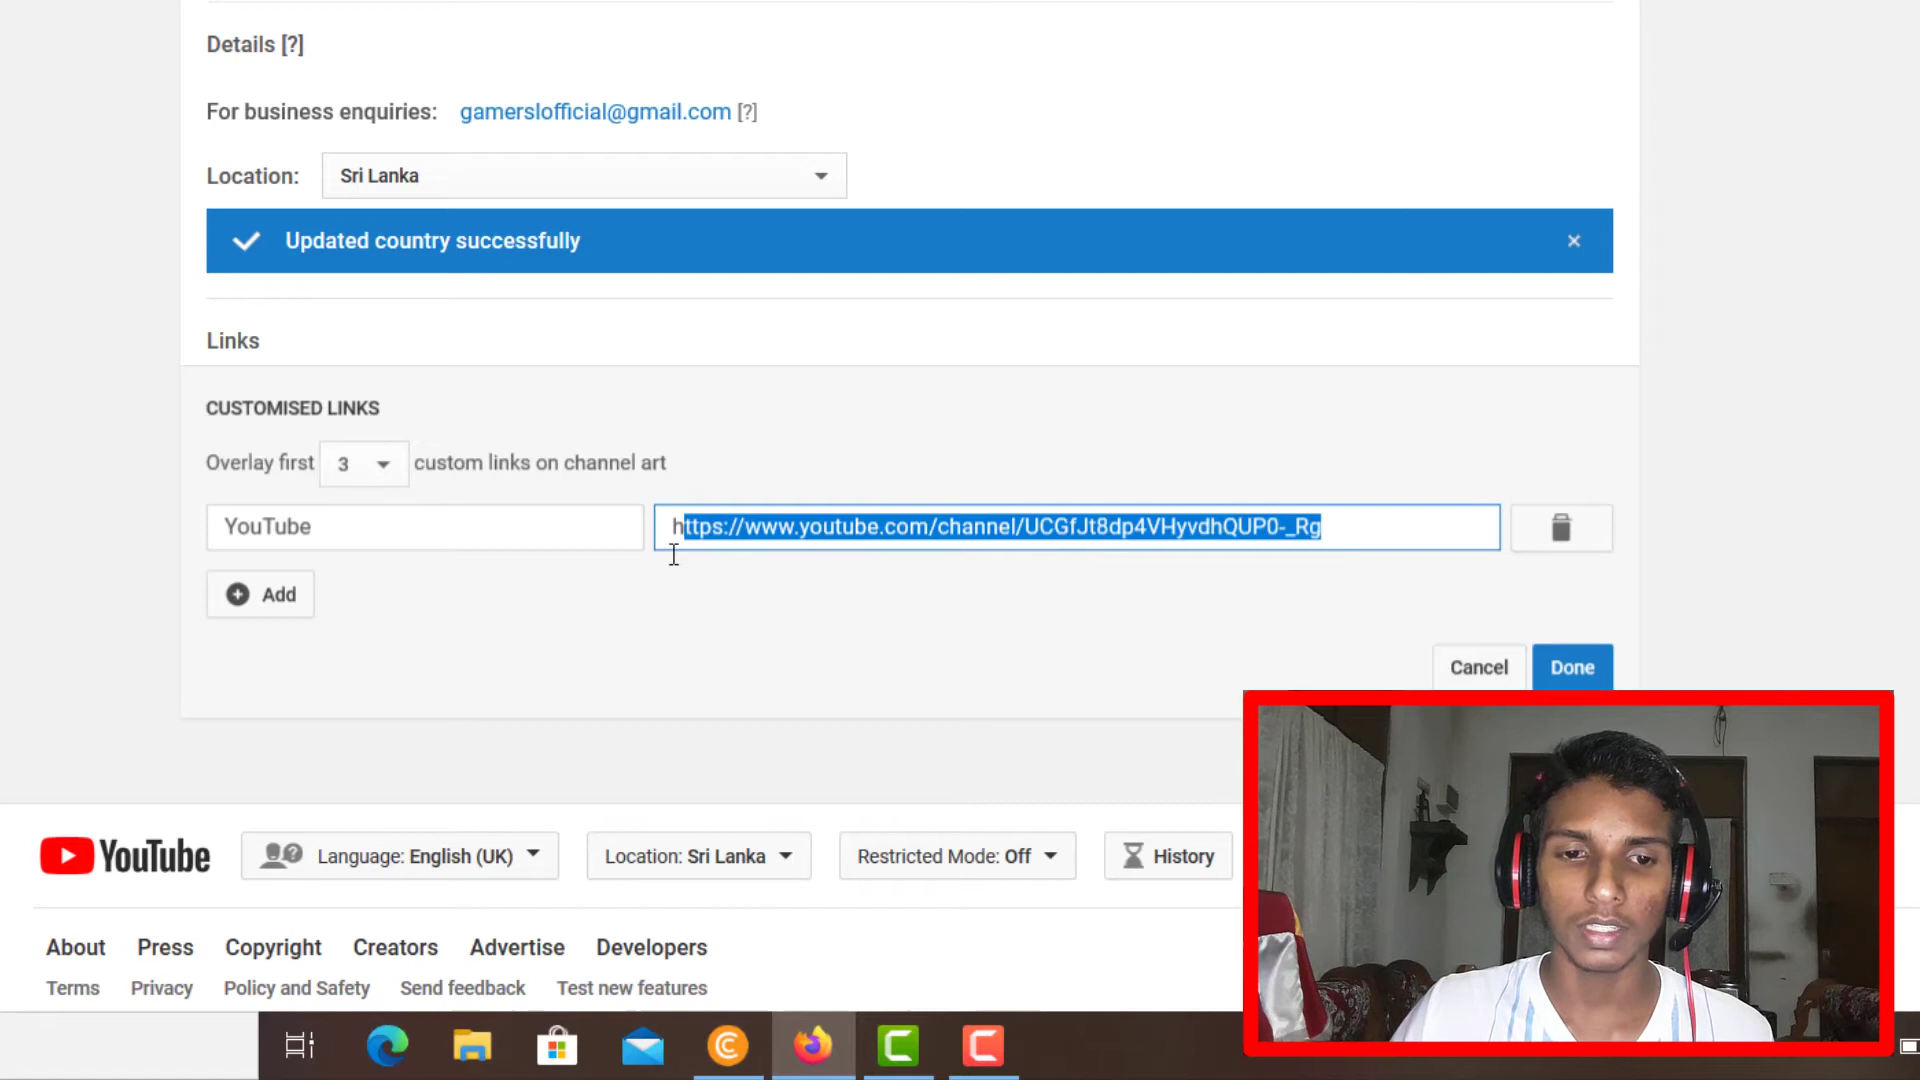 Details [?]
For business enquiries: gamerslofficial@gmail.com [?]
Location: Sri Lanka
Updated country successfully ×
Links
CUSTOMISED LINKS
Overlay first 3 custom links on channel art
YouTube https://www.youtube.com/channel/UCGfJt8dp4VHyvdhQUP0-_Rg
Add
Cancel Done
YouTube Language: English (UK) Location: Sri Lanka Restricted Mode: Off History
About Press Copyright Creators Advertise Developers
Terms Privacy Policy and Safety Send feedback Test new features